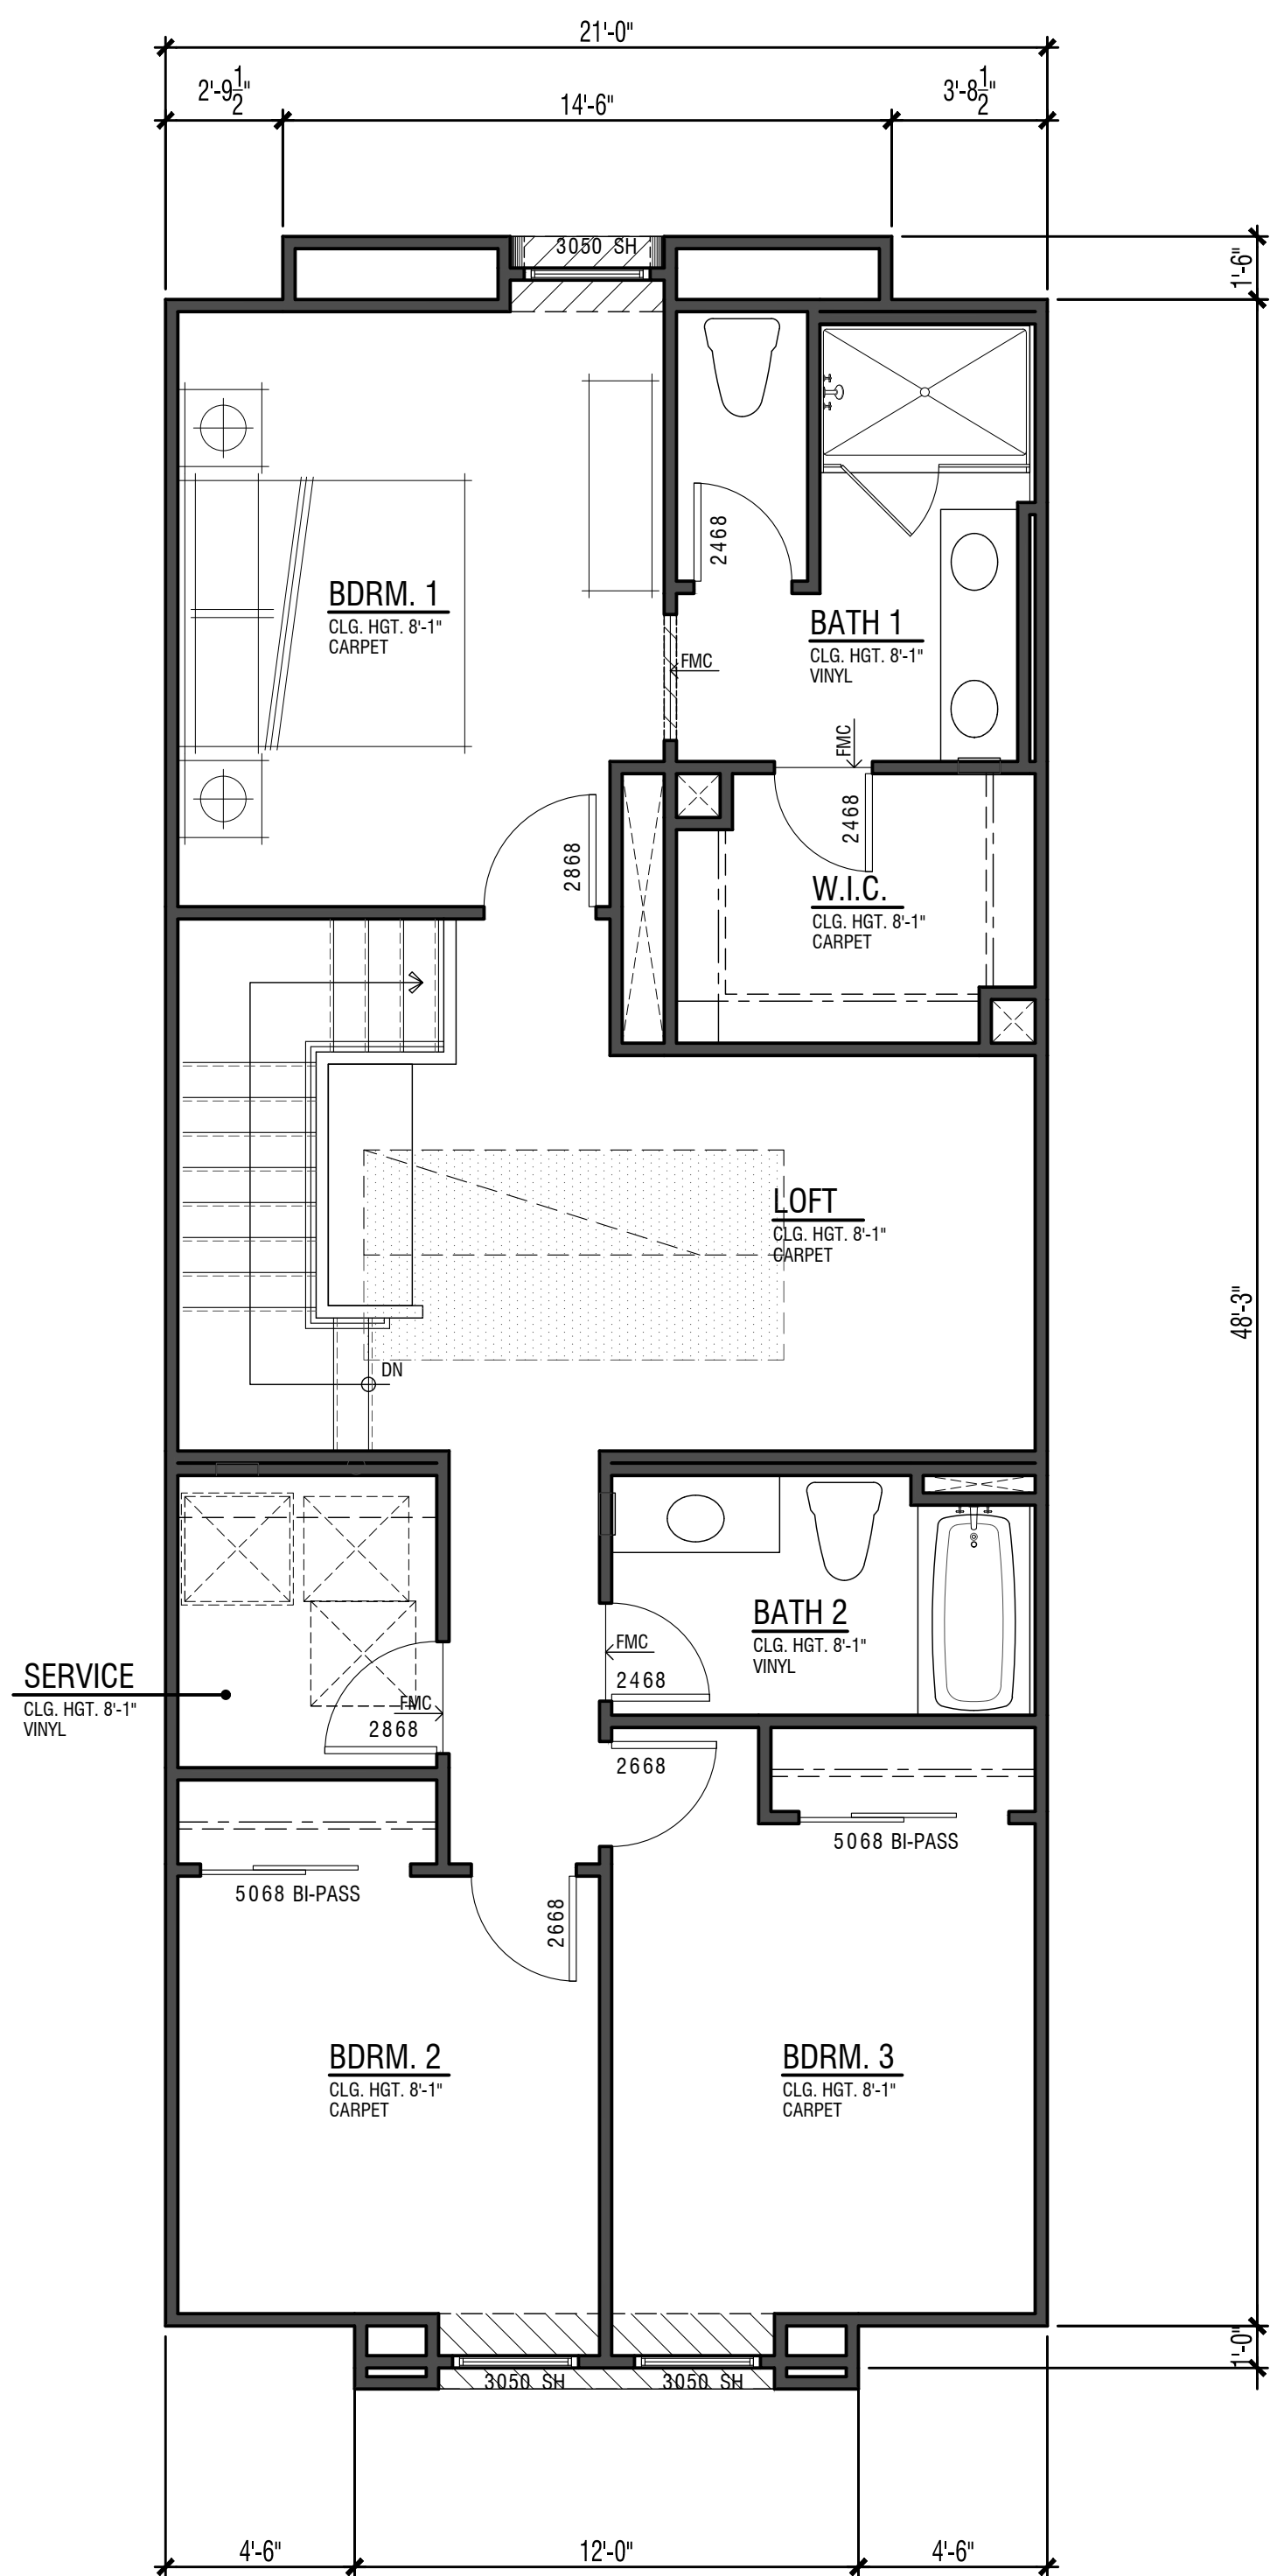 21'-0"
2'-9 1/2"
14'-6"
3'-8 1/2"
3050 SH
1'-6"
2468
BDRM. 1
CLG. HGT. 8'-1"
CARPET
BATH 1
CLG. HGT. 8'-1"
VINYL
FMC
FMC
2868
2468
W.I.C.
CLG. HGT. 8'-1"
CARPET
LOFT
CLG. HGT. 8'-1"
CARPET
48'-3"
DN
BATH 2
CLG. HGT. 8'-1"
VINYL
FMC
2468
SERVICE
CLG. HGT. 8'-1"
VINYL
FMC
2868
2668
5068 BI-PASS
5068 BI-PASS
2668
BDRM. 2
CLG. HGT. 8'-1"
CARPET
BDRM. 3
CLG. HGT. 8'-1"
CARPET
1'-0"
3050 SH
3050 SH
4'-6"
12'-0"
4'-6"